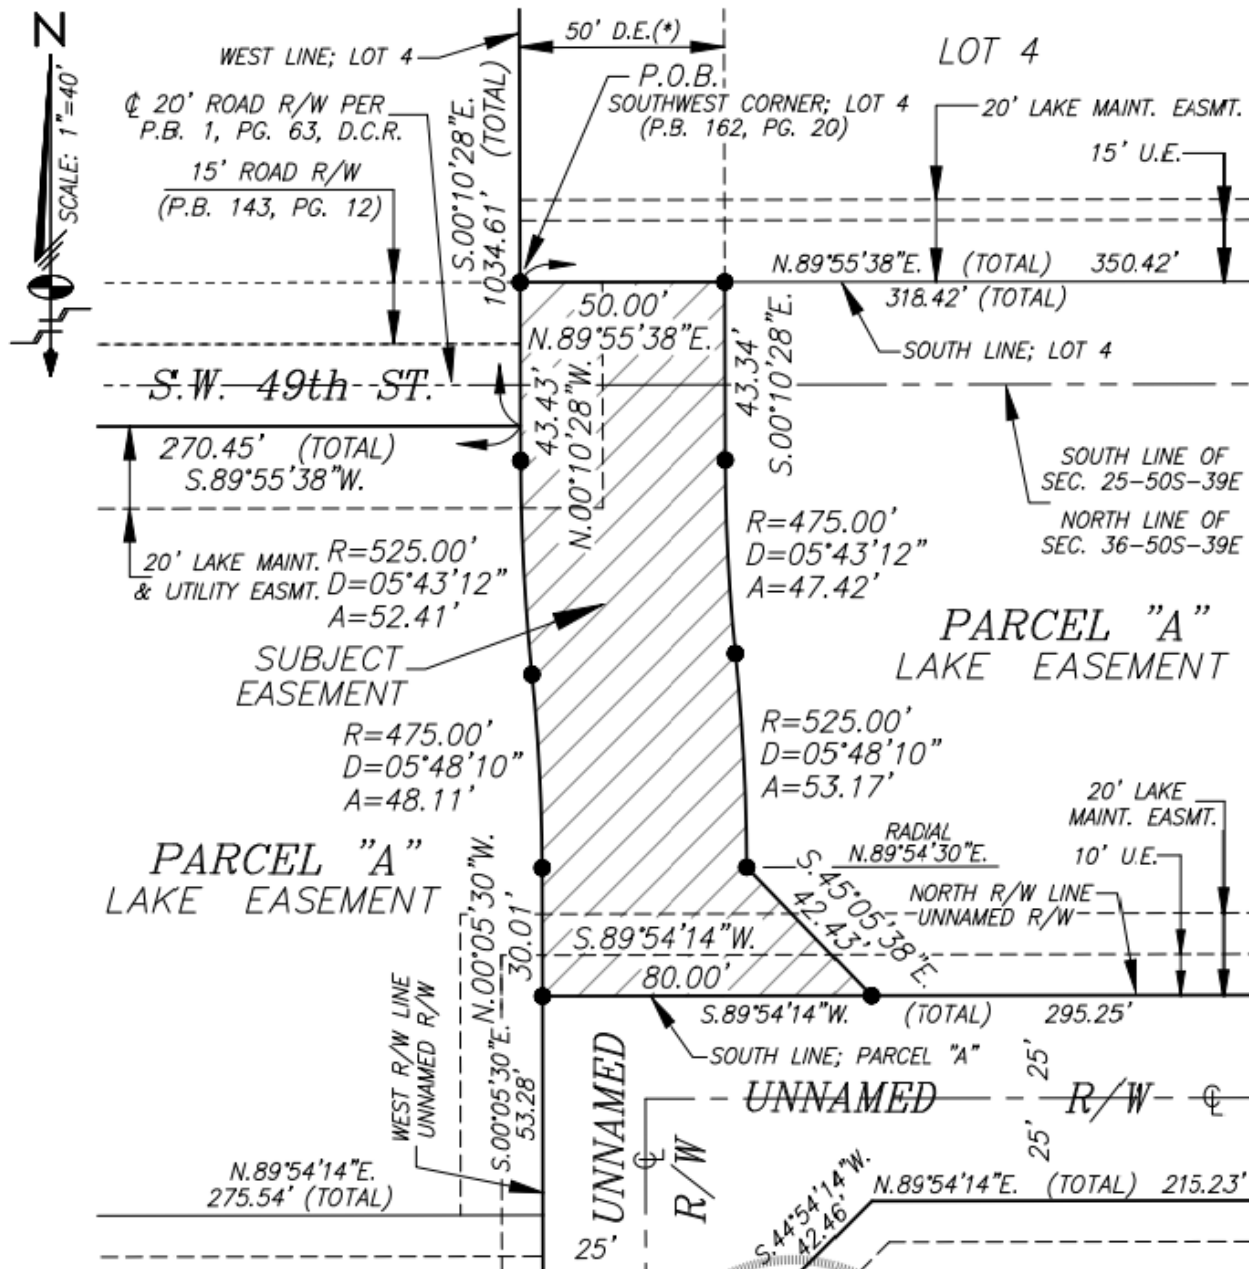 N
SCALE: 1"=40'
WEST LINE; LOT 4
50' D.E.(*)
LOT 4
P.O.B.
SOUTHWEST CORNER; LOT 4
(P.B. 162, PG. 20)
℄ 20' ROAD R/W PER
P.B. 1, PG. 63, D.C.R.
15' ROAD R/W
(P.B. 143, PG. 12)
S.00°10'28"E.
1034.61' (TOTAL)
20' LAKE MAINT. EASMT.
15' U.E.
N.89°55'38"E. (TOTAL) 350.42'
318.42' (TOTAL)
50.00'
N.89°55'38"E.
SOUTH LINE; LOT 4
S.W. 49th ST.
43.43'
N.00°10'28"W.
43.34'
S.00°10'28"E.
270.45' (TOTAL)
S.89°55'38"W.
SOUTH LINE OF
SEC. 25-50S-39E
NORTH LINE OF
SEC. 36-50S-39E
20' LAKE MAINT.
& UTILITY EASMT.
R=525.00'
D=05°43'12"
A=52.41'
R=475.00'
D=05°43'12"
A=47.42'
SUBJECT
EASEMENT
PARCEL "A"
LAKE EASEMENT
R=475.00'
D=05°48'10"
A=48.11'
R=525.00'
D=05°48'10"
A=53.17'
PARCEL "A"
LAKE EASEMENT
RADIAL
N.89°54'30"E.
20' LAKE
MAINT. EASMT.
10' U.E.
NORTH R/W LINE
UNNAMED R/W
S.45°05'38"E.
42.43'
N.00°05'30"W.
30.01'
S.89°54'14"W.
80.00'
S.89°54'14"W. (TOTAL) 295.25'
SOUTH LINE; PARCEL "A"
WEST R/W LINE
UNNAMED R/W
S.00°05'30"E.
53.28'
UNNAMED
℄
R/W
25'
UNNAMED R/W ℄
25'
25'
N.89°54'14"E.
275.54' (TOTAL)
S.44°54'14"W.
42.46'
N.89°54'14"E. (TOTAL) 215.23'